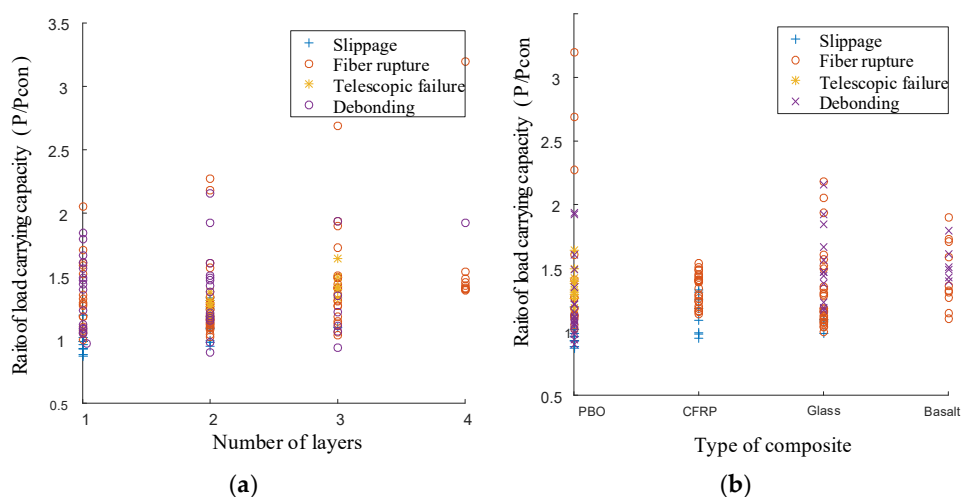 3.5
3
2.5
2
1.5
1
0.5
Raito of load carrying capacity ( P/Pcon)
Slippage
Fiber rupture
Telescopic failure
Debonding
1
2
3
4
Number of layers
(a)
3
2.5
2
1.5
1
0.5
Raito of load carrying capacity ( P/Pcon)
Slippage
Fiber rupture
Telescopic failure
Debonding
PBO
CFRP
Glass
Basalt
Type of composite
(b)